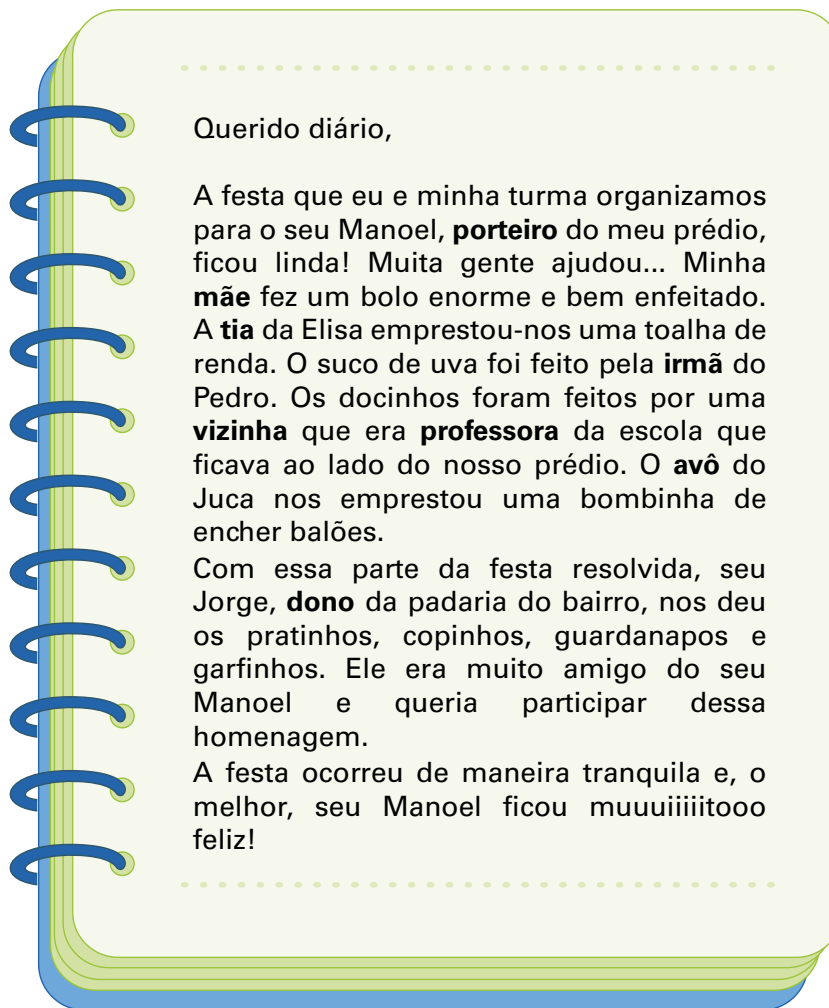 Querido diário,
A festa que eu e minha turma organizamos
para o seu Manoel, porteiro do meu prédio,
ficou linda! Muita gente ajudou... Minha
mãe fez um bolo enorme e bem enfeitado.
A tia da Elisa emprestou-nos uma toalha de
renda. O suco de uva foi feito pela irmã do
Pedro. Os docinhos foram feitos por uma
vizinha que era professora da escola que
ficava ao lado do nosso prédio. O avô do
Juca nos emprestou uma bombinha de
encher balões.
Com essa parte da festa resolvida, seu
Jorge, dono da padaria do bairro, nos deu
os pratinhos, copinhos, guardanapos e
garfinhos. Ele era muito amigo do seu
Manoel e queria participar dessa
homenagem.
A festa ocorreu de maneira tranquila e, o
melhor, seu Manoel ficou muuuiiiiitooo
feliz!